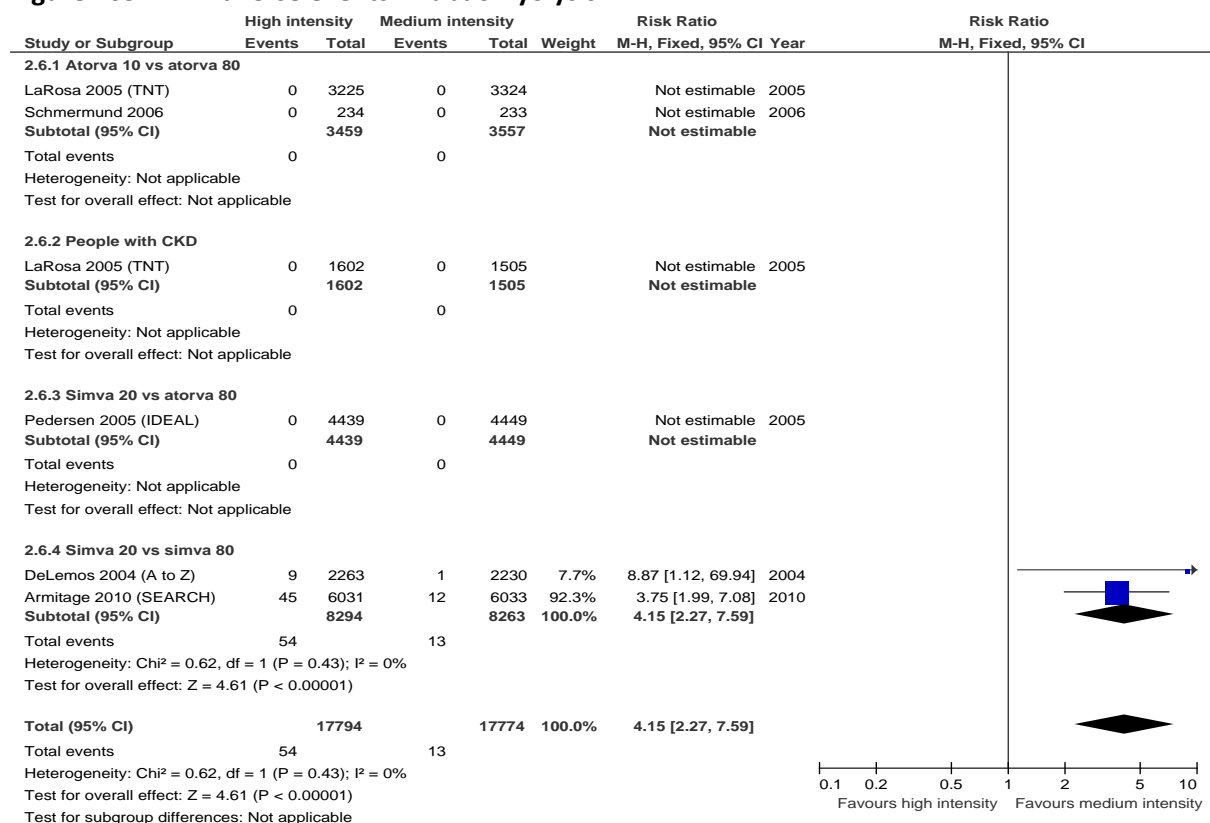 High intensity Medium intensity Risk Ratio Risk Ratio
Study or Subgroup Events Total Events Total Weight M-H, Fixed, 95% CI Year M-H, Fixed, 95% CI
2.6.1 Atorva 10 vs atorva 80
LaRosa 2005 (TNT) 0 3225 0 3324 Not estimable 2005
Schmermund 2006 0 234 0 233 Not estimable 2006
Subtotal (95% CI) 3459 3557 Not estimable
Total events 0 0
Heterogeneity: Not applicable
Test for overall effect: Not applicable
2.6.2 People with CKD
LaRosa 2005 (TNT) 0 1602 0 1505 Not estimable 2005
Subtotal (95% CI) 1602 1505 Not estimable
Total events 0 0
Heterogeneity: Not applicable
Test for overall effect: Not applicable
2.6.3 Simva 20 vs atorva 80
Pedersen 2005 (IDEAL) 0 4439 0 4449 Not estimable 2005
Subtotal (95% CI) 4439 4449 Not estimable
Total events 0 0
Heterogeneity: Not applicable
Test for overall effect: Not applicable
2.6.4 Simva 20 vs simva 80
DeLemos 2004 (A to Z) 9 2263 1 2230 7.7% 8.87 [1.12, 69.94] 2004
Armitage 2010 (SEARCH) 45 6031 12 6033 92.3% 3.75 [1.99, 7.08] 2010
Subtotal (95% CI) 8294 8263 100.0% 4.15 [2.27, 7.59]
Total events 54 13
Heterogeneity: Chi² = 0.62, df = 1 (P = 0.43); I² = 0%
Test for overall effect: Z = 4.61 (P < 0.00001)
Total (95% CI) 17794 17774 100.0% 4.15 [2.27, 7.59]
Total events 54 13
Heterogeneity: Chi² = 0.62, df = 1 (P = 0.43); I² = 0%
Test for overall effect: Z = 4.61 (P < 0.00001)
Test for subgroup differences: Not applicable
0.1 0.2 0.5 1 2 5 10
Favours high intensity Favours medium intensity